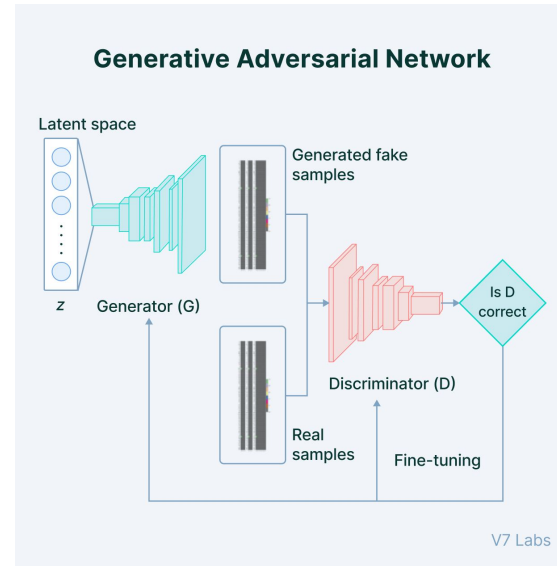 Generative Adversarial Network
Latent space
Generated fake
samples
z
Generator (G)
Is D
correct
Discriminator (D)
Real
samples
Fine-tuning
V7 Labs